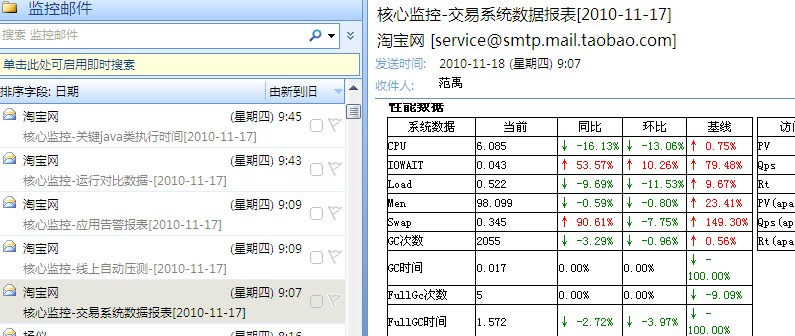 监控邮件
搜索 监控邮件
单击此处可启用即时搜索
排序字段: 日期 由新到旧
淘宝网 (星期四) 9:45
核心监控-关键java类执行时间[2010-11-17]
淘宝网 (星期四) 9:43
核心监控-运行对比数据-[2010-11-17]
淘宝网 (星期四) 9:09
核心监控-应用告警报表[2010-11-17]
淘宝网 (星期四) 9:09
核心监控-线上自动压测-[2010-11-17]
淘宝网 (星期四) 9:07
核心监控-交易系统数据报表[2010-11-17]
核心监控-交易系统数据报表[2010-11-17]
淘宝网 [service@smtp.mail.taobao.com]
发送时间: 2010-11-18 (星期四) 9:07
收件人: 范禹
性能数据
系统数据 当前 同比 环比 基线
CPU 6.085 ↓ -16.13% ↓ -13.06% ↑ 0.75% PV
IOWAIT 0.043 ↑ 53.57% ↑ 10.26% ↑ 79.48% Qps
Load 0.522 ↓ -9.69% ↓ -11.53% ↑ 9.67% Rt
Men 98.099 ↓ -0.59% ↓ -0.80% ↑ 23.41% PV(apa
Swap 0.345 ↑ 90.61% ↓ -7.75% ↑ 149.30% Qps(ap
GC次数 2055 ↓ -3.29% ↓ -0.96% ↑ 0.56% Rt(apa
GC时间 0.017 0.00% 0.00% ↓ -100.00%
FullGc次数 5 0.00% 0.00% ↓ -9.09%
FullGC时间 1.572 ↓ -2.72% ↓ -3.97% ↓ -
100.00%